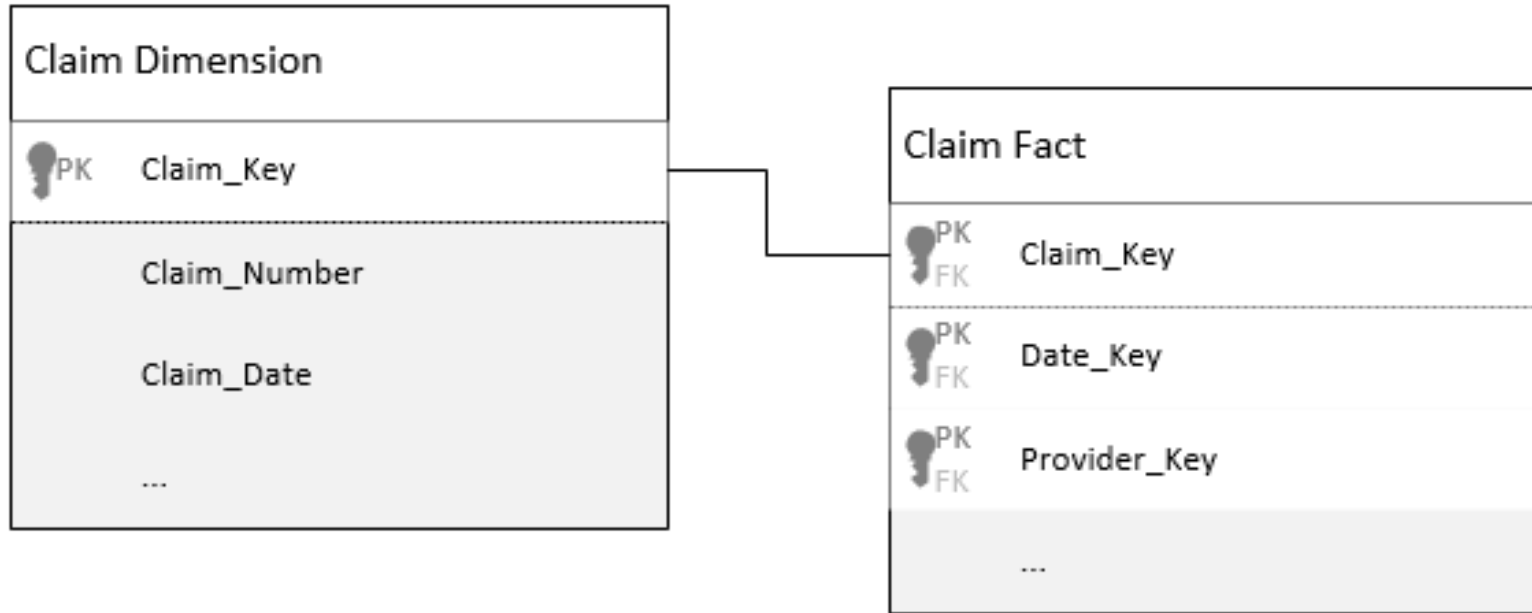 Claim Dimension
PK Claim_Key
Claim_Number
Claim_Date
...
Claim Fact
PK
FK Claim_Key
PK
FK Date_Key
PK
FK Provider_Key
...